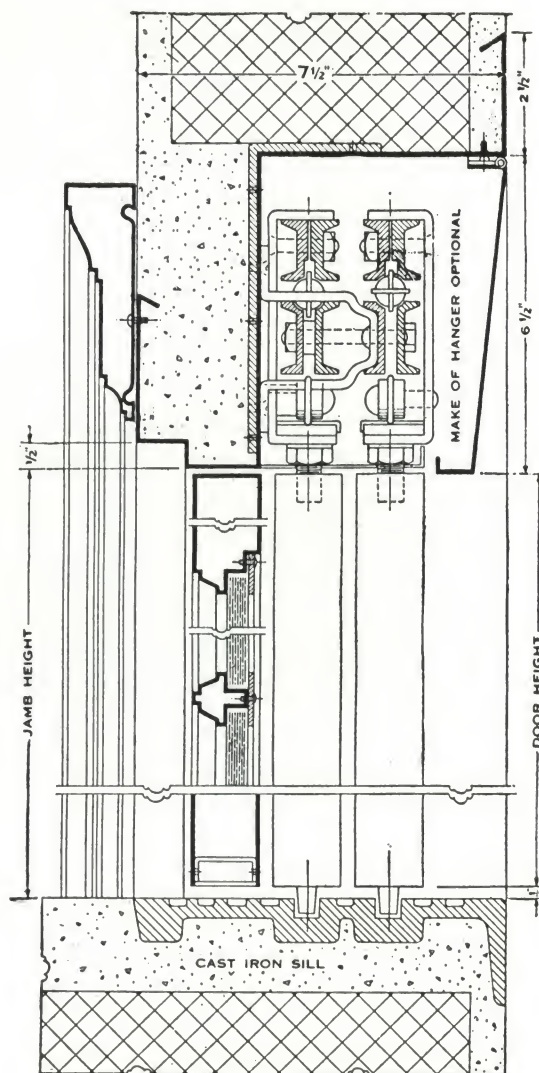 7½"
2½"
MAKE OF HANGER OPTIONAL
6½"
½"
JAMB HEIGHT
DOOR HEIGHT
CAST IRON SILL